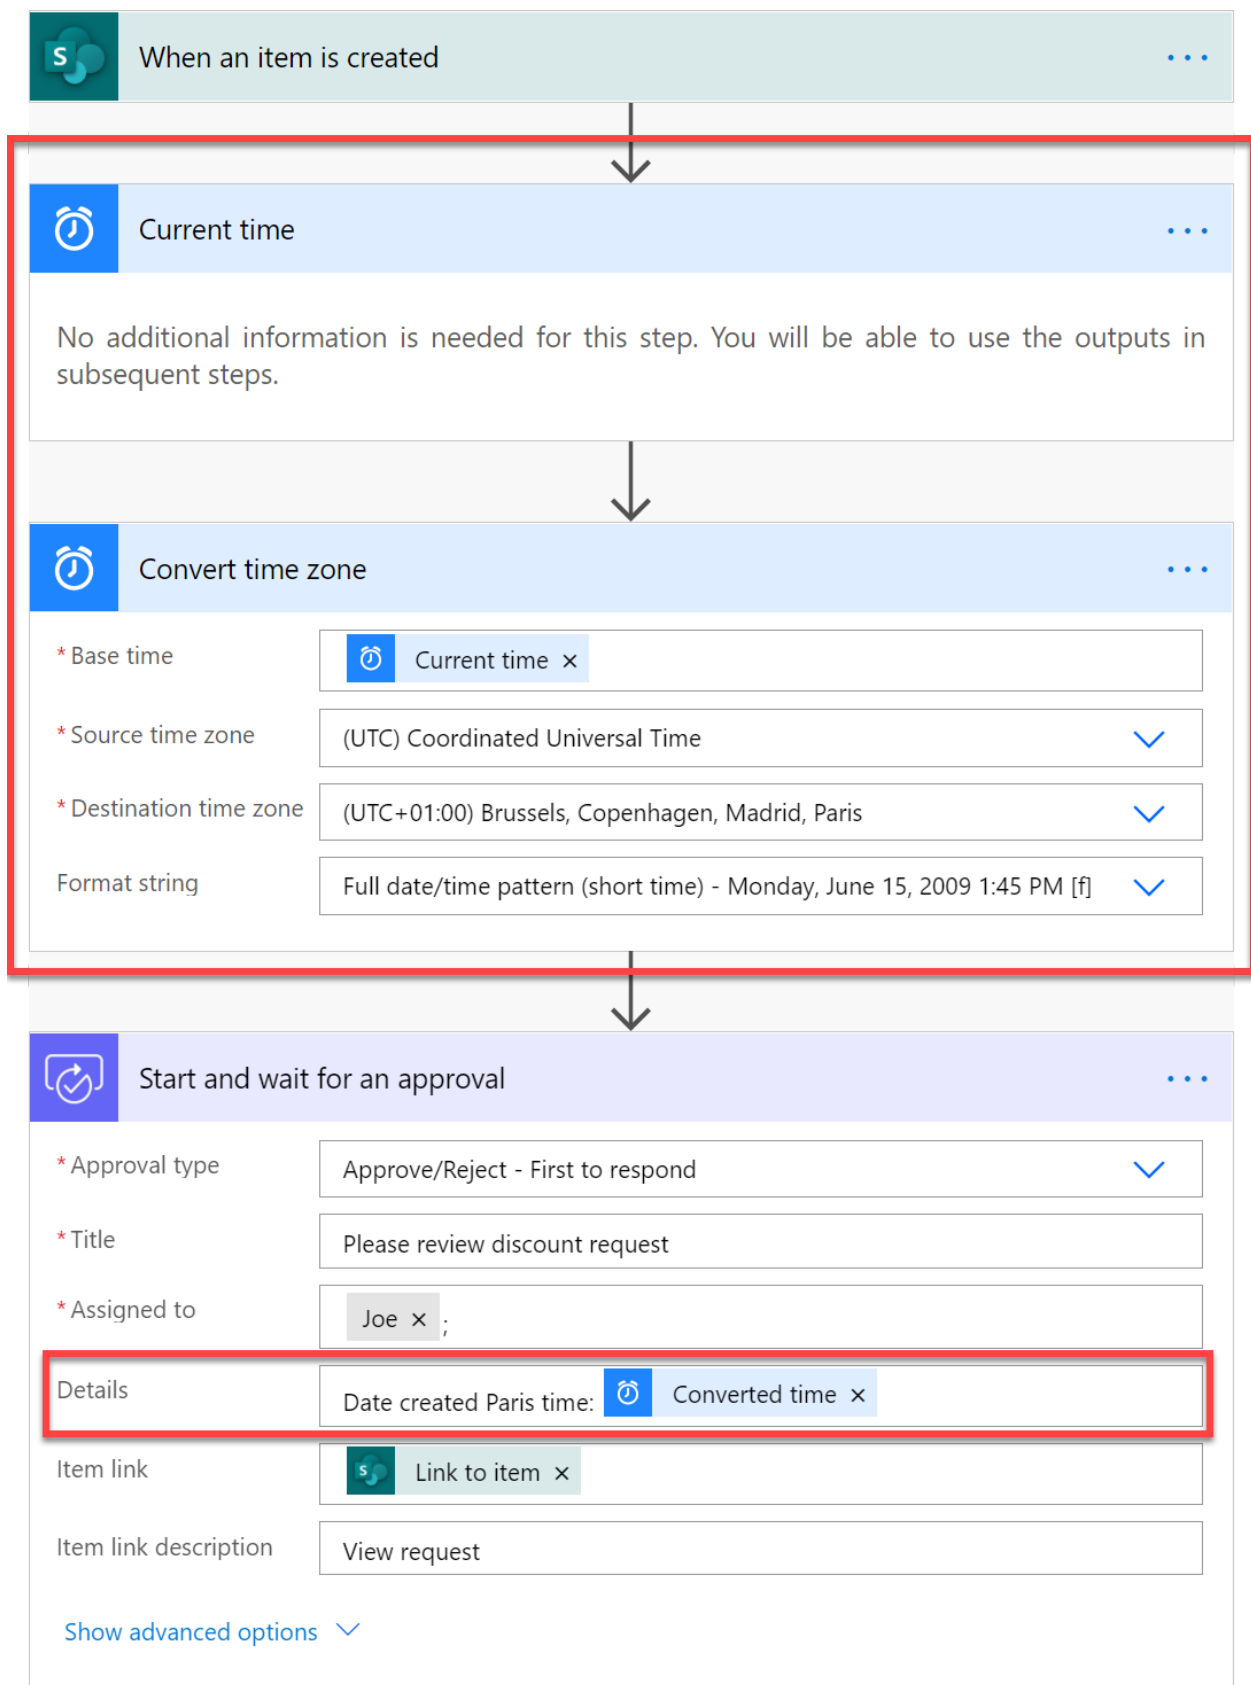 When an item is created
Current time
No additional information is needed for this step. You will be able to use the outputs in
subsequent steps.
Convert time zone
* Base time
Current time ×
* Source time zone
(UTC) Coordinated Universal Time
* Destination time zone
(UTC+01:00) Brussels, Copenhagen, Madrid, Paris
Format string
Full date/time pattern (short time) - Monday, June 15, 2009 1:45 PM [f]
Start and wait for an approval
* Approval type
Approve/Reject - First to respond
* Title
Please review discount request
* Assigned to
Joe × ;
Details
Date created Paris time: Converted time ×
Item link
Link to item ×
Item link description
View request
Show advanced options